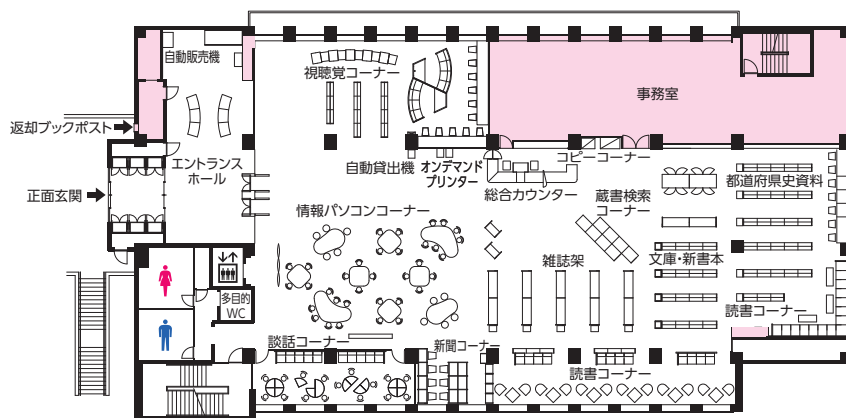 自動販売機
視聴覚コーナー
事務室
返却ブックポスト
エントランス
ホール
自動貸出機
オンデマンド
プリンター
コピーコーナー
総合カウンター
正面玄関
情報パソコンコーナー
蔵書検索
コーナー
都道府県史資料
雑誌架
文庫・新書本
多目的
WC
読書コーナー
談話コーナー
新聞コーナー
読書コーナー